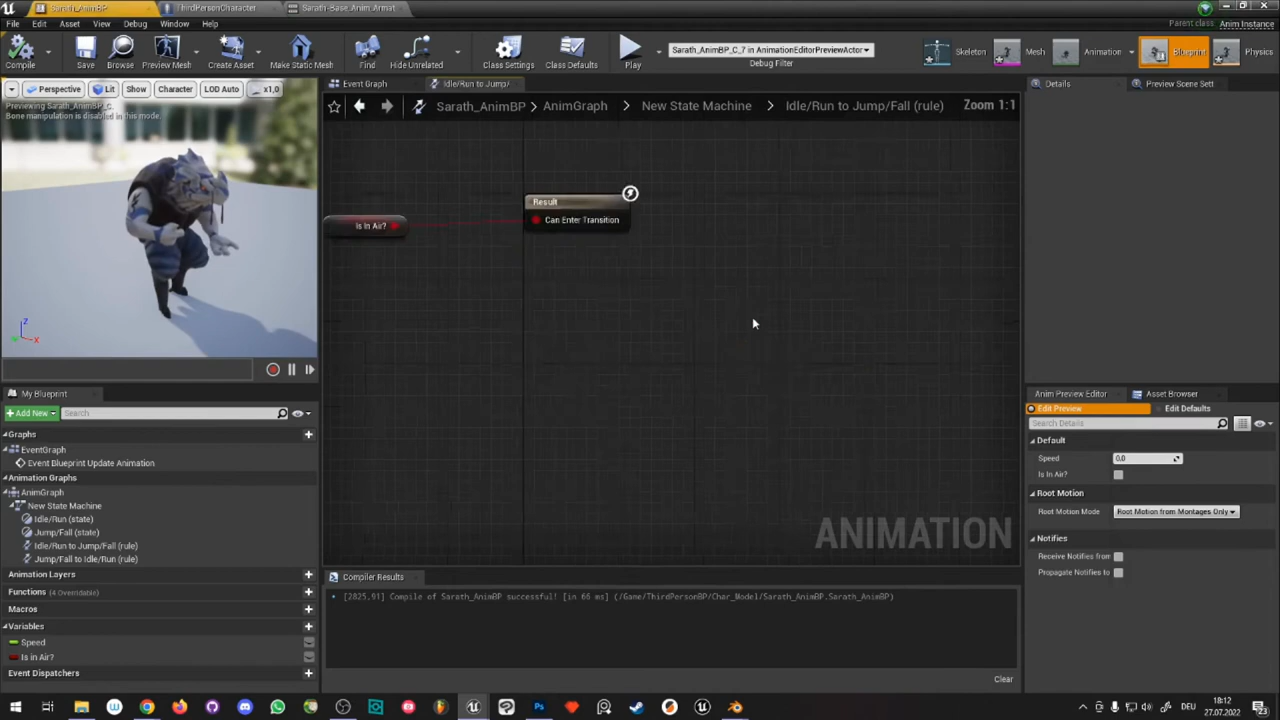 Sarath_AnimBP
ThirdPersonCharacter
Sarath-Base_Anim_Armat
File Edit Asset View Debug Window Help
Parent class: Anim Instance
Compile
Save
Browse
Preview Mesh
Create Asset
Make Static Mesh
Find
Hide Unrelated
Class Settings
Class Defaults
Play
Sarath_AnimBP_C_7 in AnimationEditorPreviewActor
Debug Filter
Skeleton
Mesh
Animation
Blueprint
Physics
Perspective Lit Show Character LOD Auto x1,0
Previewing Sarath_AnimBP_C.
Bone manipulation is disabled in this mode.
z
x
Event Graph
Idle/Run to Jump/
Sarath_AnimBP > AnimGraph > New State Machine > Idle/Run to Jump/Fall (rule)
Zoom 1:1
Is in Air?
Result
Can Enter Transition
ANIMATION
Details
Preview Scene Sett
My Blueprint
+Add New
Search
Graphs
EventGraph
Event Blueprint Update Animation
Animation Graphs
AnimGraph
New State Machine
Idle/Run (state)
Jump/Fall (state)
Idle/Run to Jump/Fall (rule)
Jump/Fall to Idle/Run (rule)
Animation Layers
Functions (4 Overridable)
Macros
Variables
Speed
Is in Air?
Event Dispatchers
Compiler Results
[2825.91] Compile of Sarath_AnimBP successful! [in 66 ms] (/Game/ThirdPersonBP/Char_Model/Sarath_AnimBP.Sarath_AnimBP)
Clear
Anim Preview Editor
Asset Browser
Edit Preview
Edit Defaults
Search Details
Default
Speed 0,0
Is in Air?
Root Motion
Root Motion Mode Root Motion from Montages Only
Notifies
Receive Notifies from
Propagate Notifies to
18:12
27.07.2022